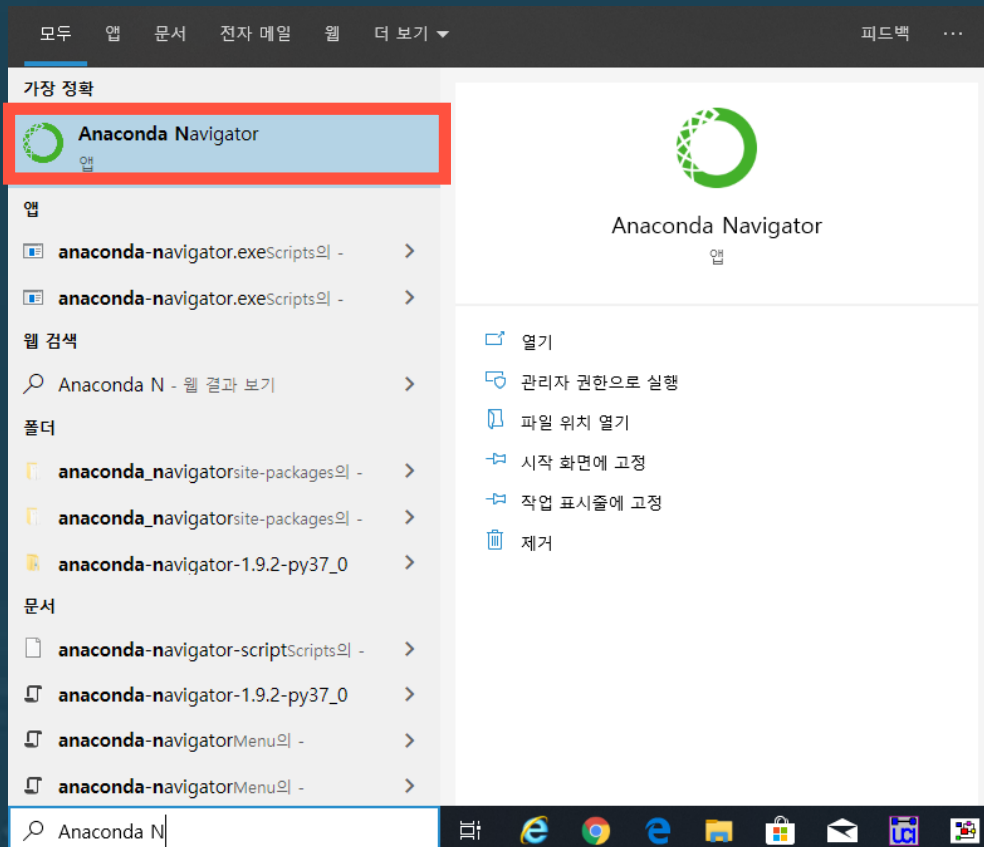 모두 앱 문서 전자 메일 웹 더 보기 피드백 ...
가장 정확
Anaconda Navigator
앱
앱
anaconda-navigator.exeScripts의 -
anaconda-navigator.exeScripts의 -
웹 검색
Anaconda N - 웹 결과 보기
폴더
anaconda_navigatorsite-packages의 -
anaconda_navigatorsite-packages의 -
anaconda-navigator-1.9.2-py37_0
문서
anaconda-navigator-scriptScripts의 -
anaconda-navigator-1.9.2-py37_0
anaconda-navigatorMenu의 -
anaconda-navigatorMenu의 -
Anaconda N
Anaconda Navigator
앱
열기
관리자 권한으로 실행
파일 위치 열기
시작 화면에 고정
작업 표시줄에 고정
제거
tcl